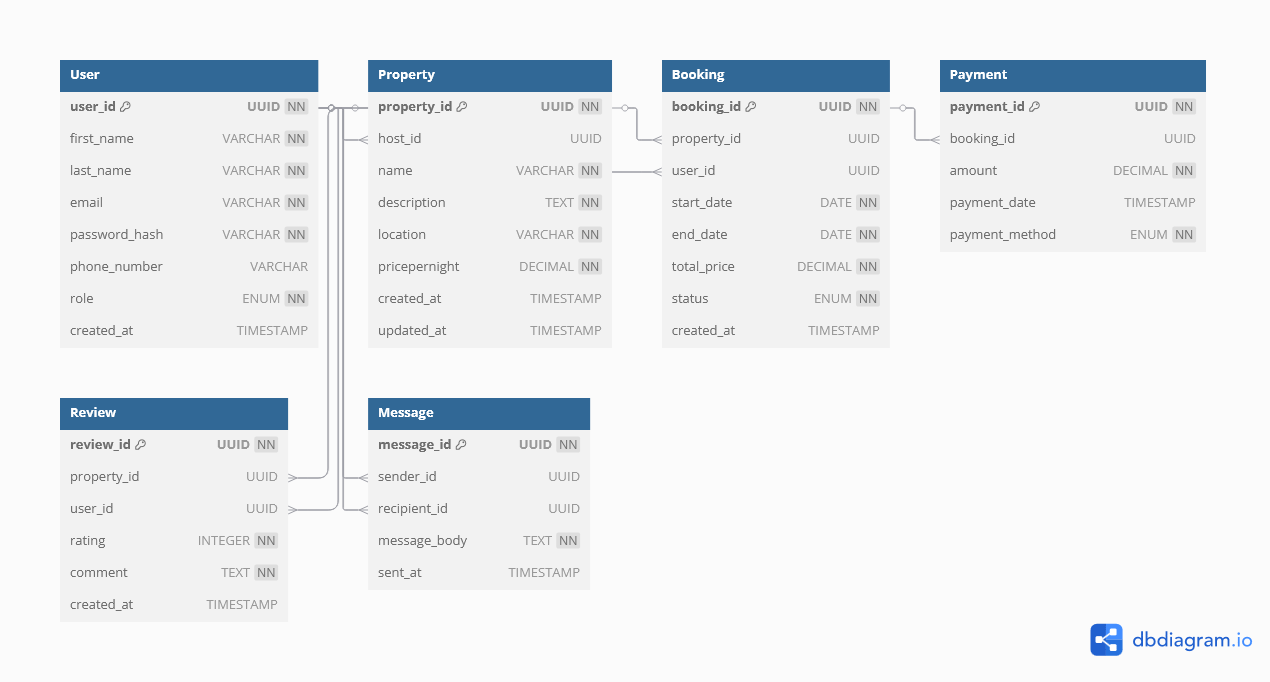 User
user_id UUID NN
first_name VARCHAR NN
last_name VARCHAR NN
email VARCHAR NN
password_hash VARCHAR NN
phone_number VARCHAR
role ENUM NN
created_at TIMESTAMP
Property
property_id UUID NN
host_id UUID
name VARCHAR NN
description TEXT NN
location VARCHAR NN
pricepernight DECIMAL NN
created_at TIMESTAMP
updated_at TIMESTAMP
Booking
booking_id UUID NN
property_id UUID
user_id UUID
start_date DATE NN
end_date DATE NN
total_price DECIMAL NN
status ENUM NN
created_at TIMESTAMP
Payment
payment_id UUID NN
booking_id UUID
amount DECIMAL NN
payment_date TIMESTAMP
payment_method ENUM NN
Review
review_id UUID NN
property_id UUID
user_id UUID
rating INTEGER NN
comment TEXT NN
created_at TIMESTAMP
Message
message_id UUID NN
sender_id UUID
recipient_id UUID
message_body TEXT NN
sent_at TIMESTAMP
dbdiagram.io